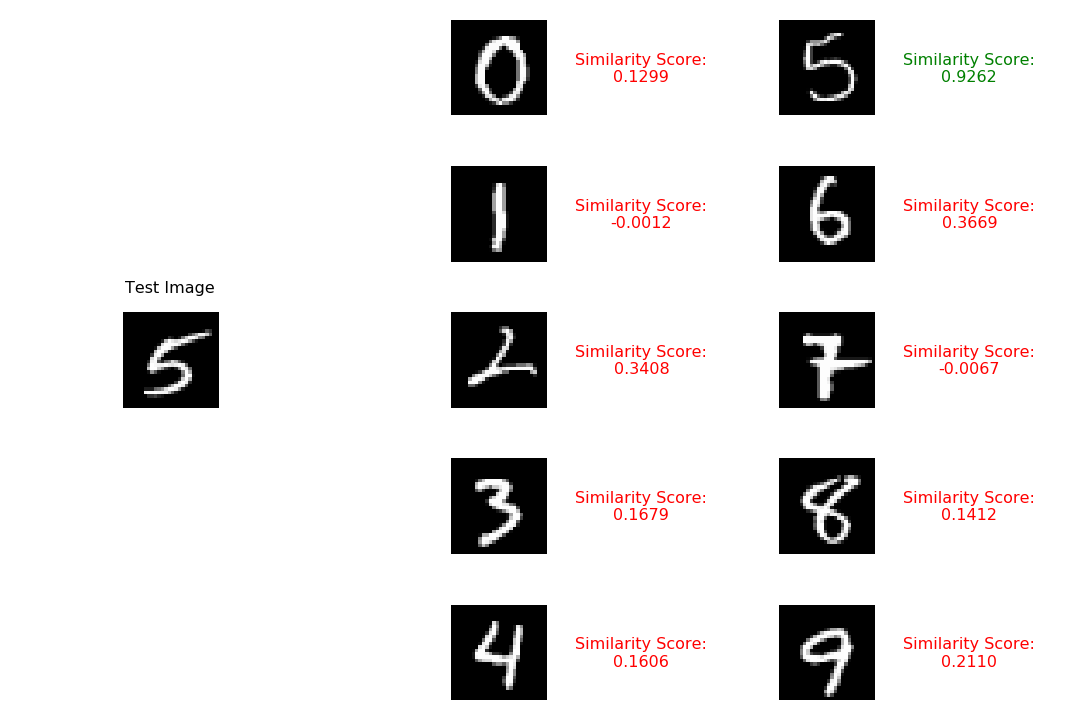 Test Image
5
0
Similarity Score:
0.1299
1
Similarity Score:
-0.0012
2
Similarity Score:
0.3408
3
Similarity Score:
0.1679
4
Similarity Score:
0.1606
5
Similarity Score:
0.9262
6
Similarity Score:
0.3669
7
Similarity Score:
-0.0067
8
Similarity Score:
0.1412
9
Similarity Score:
0.2110